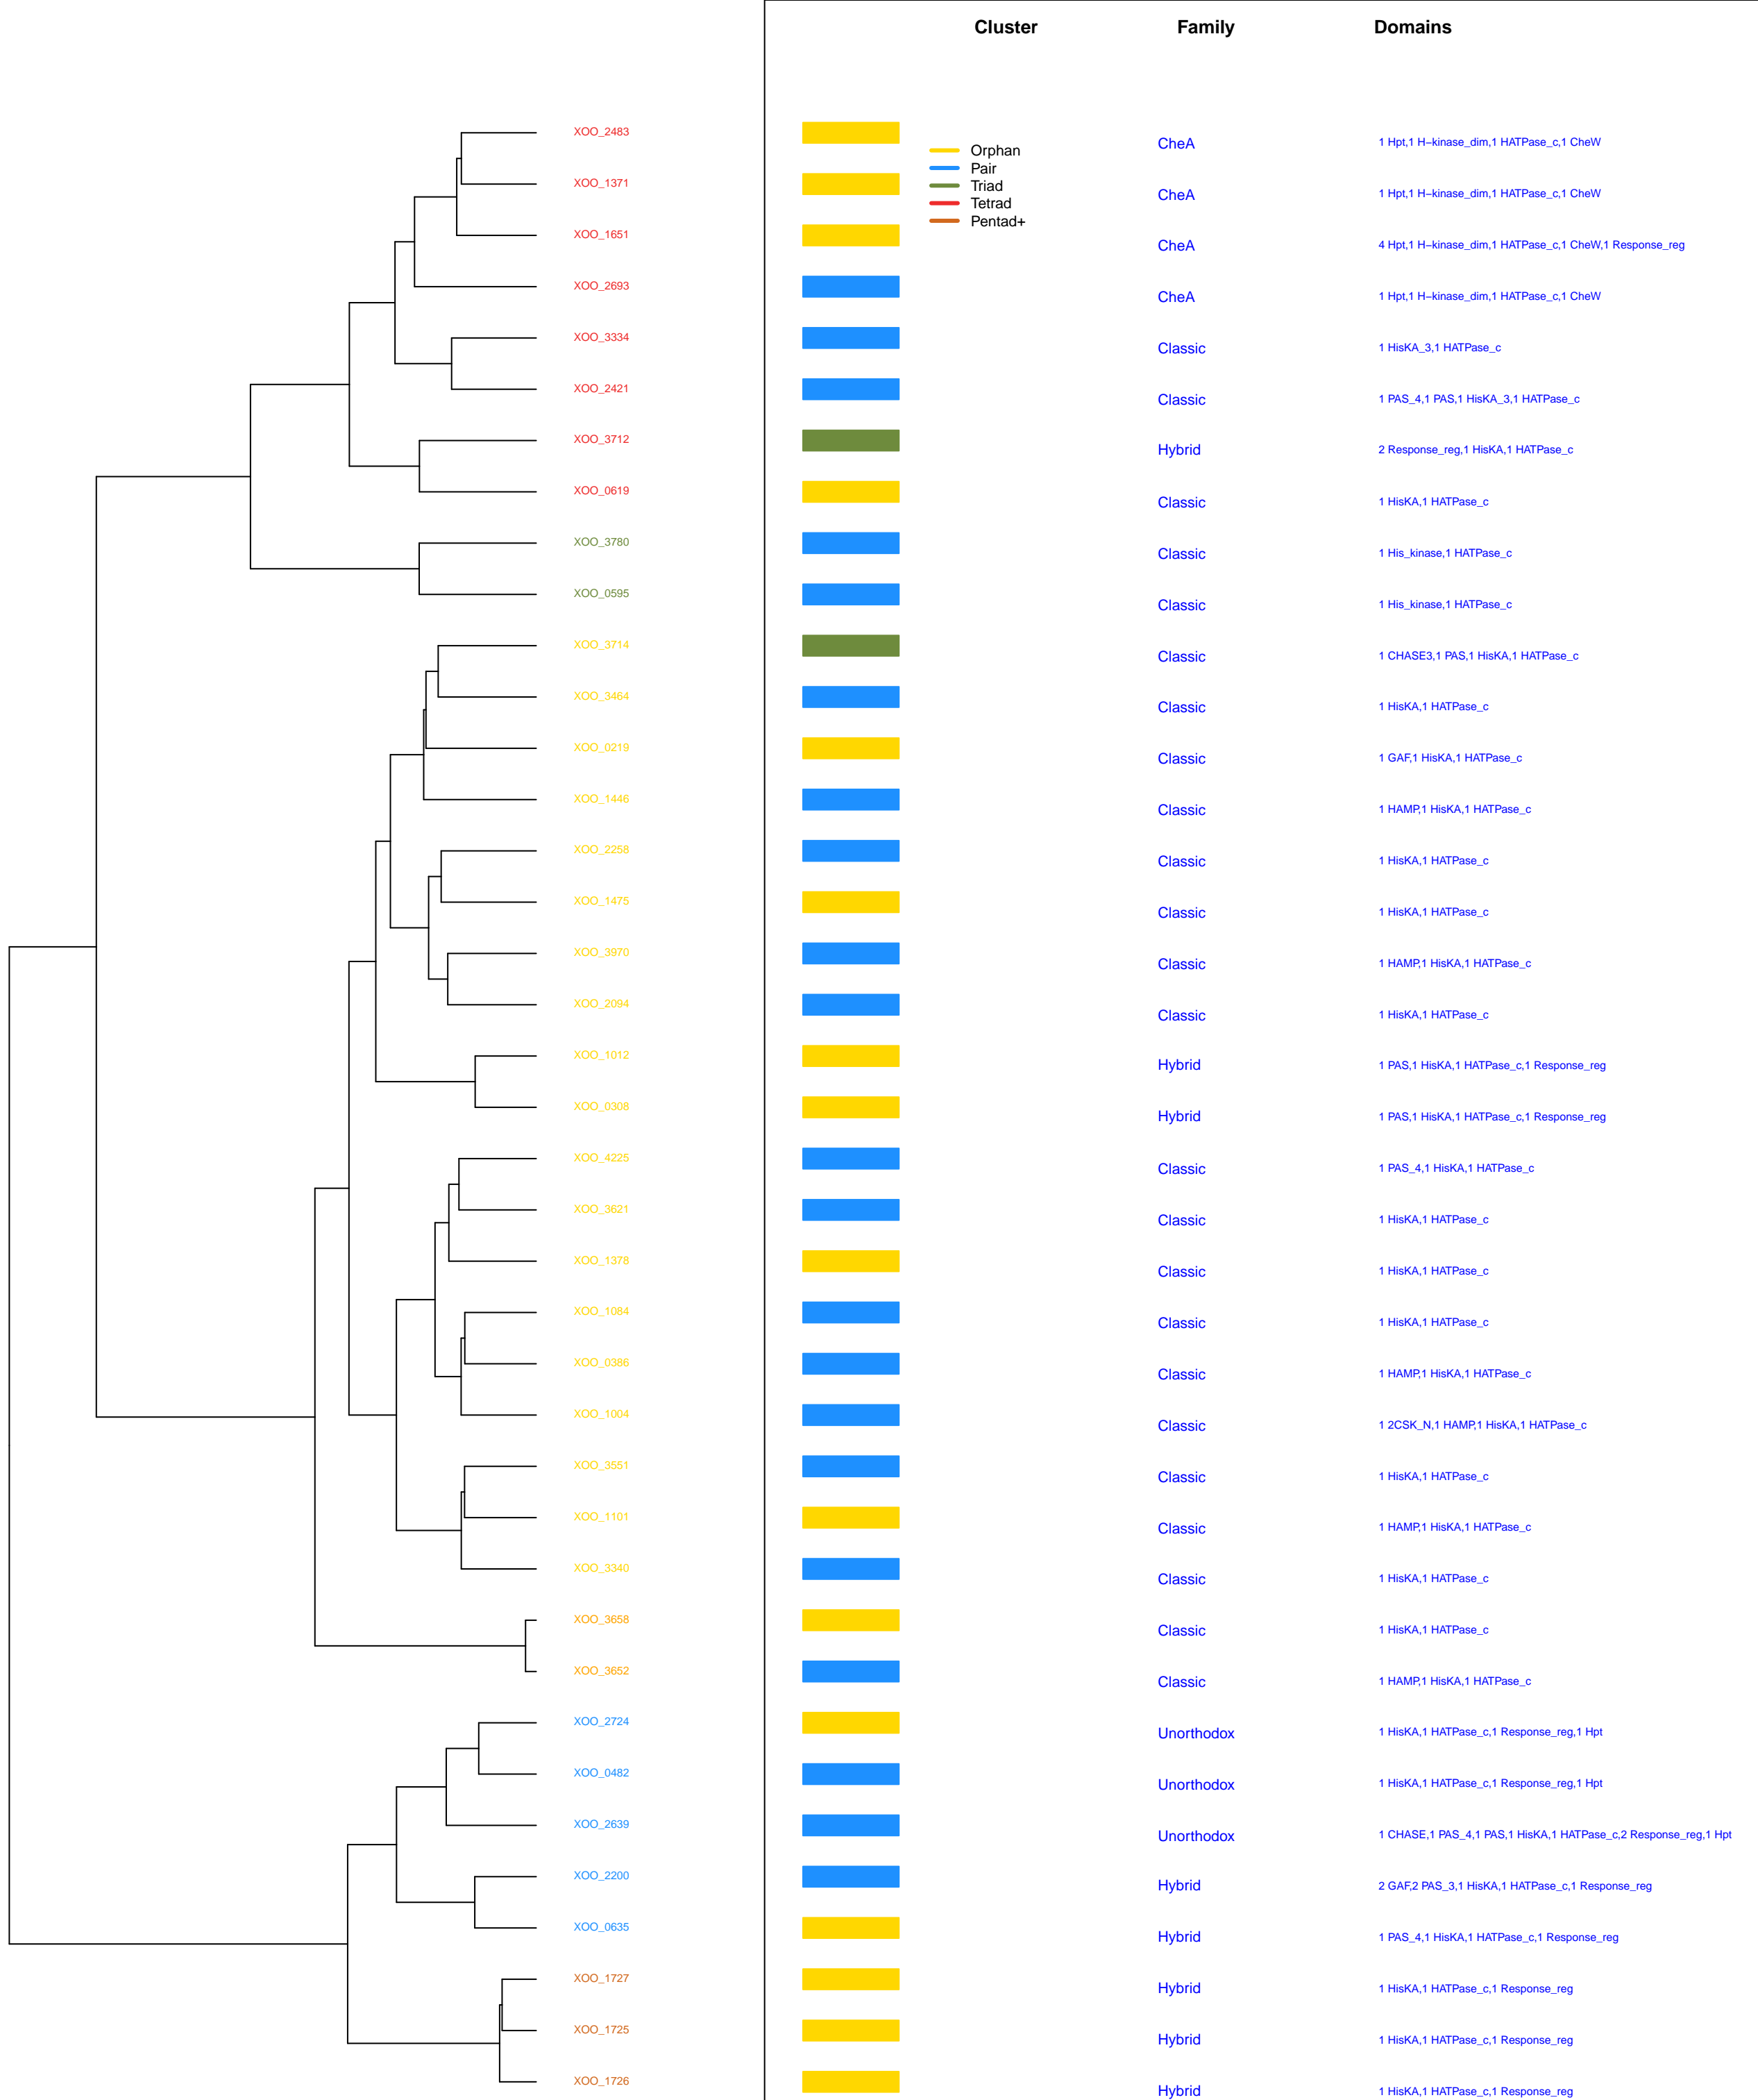 Cluster Family Domains
XOO_2483 CheA 1 Hpt,1 H−kinase_dim,1 HATPase_c,1 CheW
Orphan
Pair
Triad
Tetrad
Pentad+
XOO_1371 CheA 1 Hpt,1 H−kinase_dim,1 HATPase_c,1 CheW
XOO_1651 CheA 4 Hpt,1 H−kinase_dim,1 HATPase_c,1 CheW,1 Response_reg
XOO_2693 CheA 1 Hpt,1 H−kinase_dim,1 HATPase_c,1 CheW
XOO_3334 Classic 1 HisKA_3,1 HATPase_c
XOO_2421 Classic 1 PAS_4,1 PAS,1 HisKA_3,1 HATPase_c
XOO_3712 Hybrid 2 Response_reg,1 HisKA,1 HATPase_c
XOO_0619 Classic 1 HisKA,1 HATPase_c
XOO_3780 Classic 1 His_kinase,1 HATPase_c
XOO_0595 Classic 1 His_kinase,1 HATPase_c
XOO_3714 Classic 1 CHASE3,1 PAS,1 HisKA,1 HATPase_c
XOO_3464 Classic 1 HisKA,1 HATPase_c
XOO_0219 Classic 1 GAF,1 HisKA,1 HATPase_c
XOO_1446 Classic 1 HAMP,1 HisKA,1 HATPase_c
XOO_2258 Classic 1 HisKA,1 HATPase_c
XOO_1475 Classic 1 HisKA,1 HATPase_c
XOO_3970 Classic 1 HAMP,1 HisKA,1 HATPase_c
XOO_2094 Classic 1 HisKA,1 HATPase_c
XOO_1012 Hybrid 1 PAS,1 HisKA,1 HATPase_c,1 Response_reg
XOO_0308 Hybrid 1 PAS,1 HisKA,1 HATPase_c,1 Response_reg
XOO_4225 Classic 1 PAS_4,1 HisKA,1 HATPase_c
XOO_3621 Classic 1 HisKA,1 HATPase_c
XOO_1378 Classic 1 HisKA,1 HATPase_c
XOO_1084 Classic 1 HisKA,1 HATPase_c
XOO_0386 Classic 1 HAMP,1 HisKA,1 HATPase_c
XOO_1004 Classic 1 2CSK_N,1 HAMP,1 HisKA,1 HATPase_c
XOO_3551 Classic 1 HisKA,1 HATPase_c
XOO_1101 Classic 1 HAMP,1 HisKA,1 HATPase_c
XOO_3340 Classic 1 HisKA,1 HATPase_c
XOO_3658 Classic 1 HisKA,1 HATPase_c
XOO_3652 Classic 1 HAMP,1 HisKA,1 HATPase_c
XOO_2724 Unorthodox 1 HisKA,1 HATPase_c,1 Response_reg,1 Hpt
XOO_0482 Unorthodox 1 HisKA,1 HATPase_c,1 Response_reg,1 Hpt
XOO_2639 Unorthodox 1 CHASE,1 PAS_4,1 PAS,1 HisKA,1 HATPase_c,2 Response_reg,1 Hpt
XOO_2200 Hybrid 2 GAF,2 PAS_3,1 HisKA,1 HATPase_c,1 Response_reg
XOO_0635 Hybrid 1 PAS_4,1 HisKA,1 HATPase_c,1 Response_reg
XOO_1727 Hybrid 1 HisKA,1 HATPase_c,1 Response_reg
XOO_1725 Hybrid 1 HisKA,1 HATPase_c,1 Response_reg
XOO_1726 Hybrid 1 HisKA,1 HATPase_c,1 Response_reg